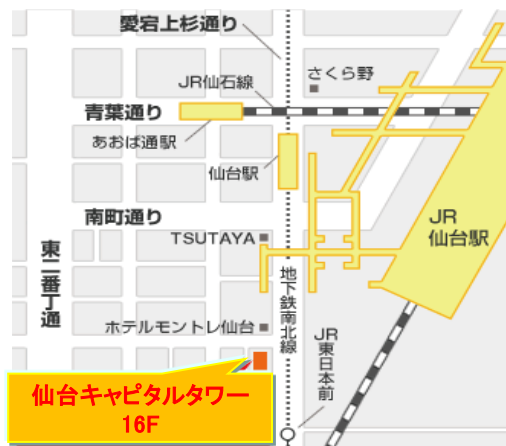 愛宕上杉通り
さくら野
JR仙石線
青葉通り
あおば通駅
仙台駅
南町通り
JR
仙台駅
TSUTAYA
東二番丁通
地下鉄南北線
ホテルモントレ仙台
JR東日本前
仙台キャピタルタワー
16F